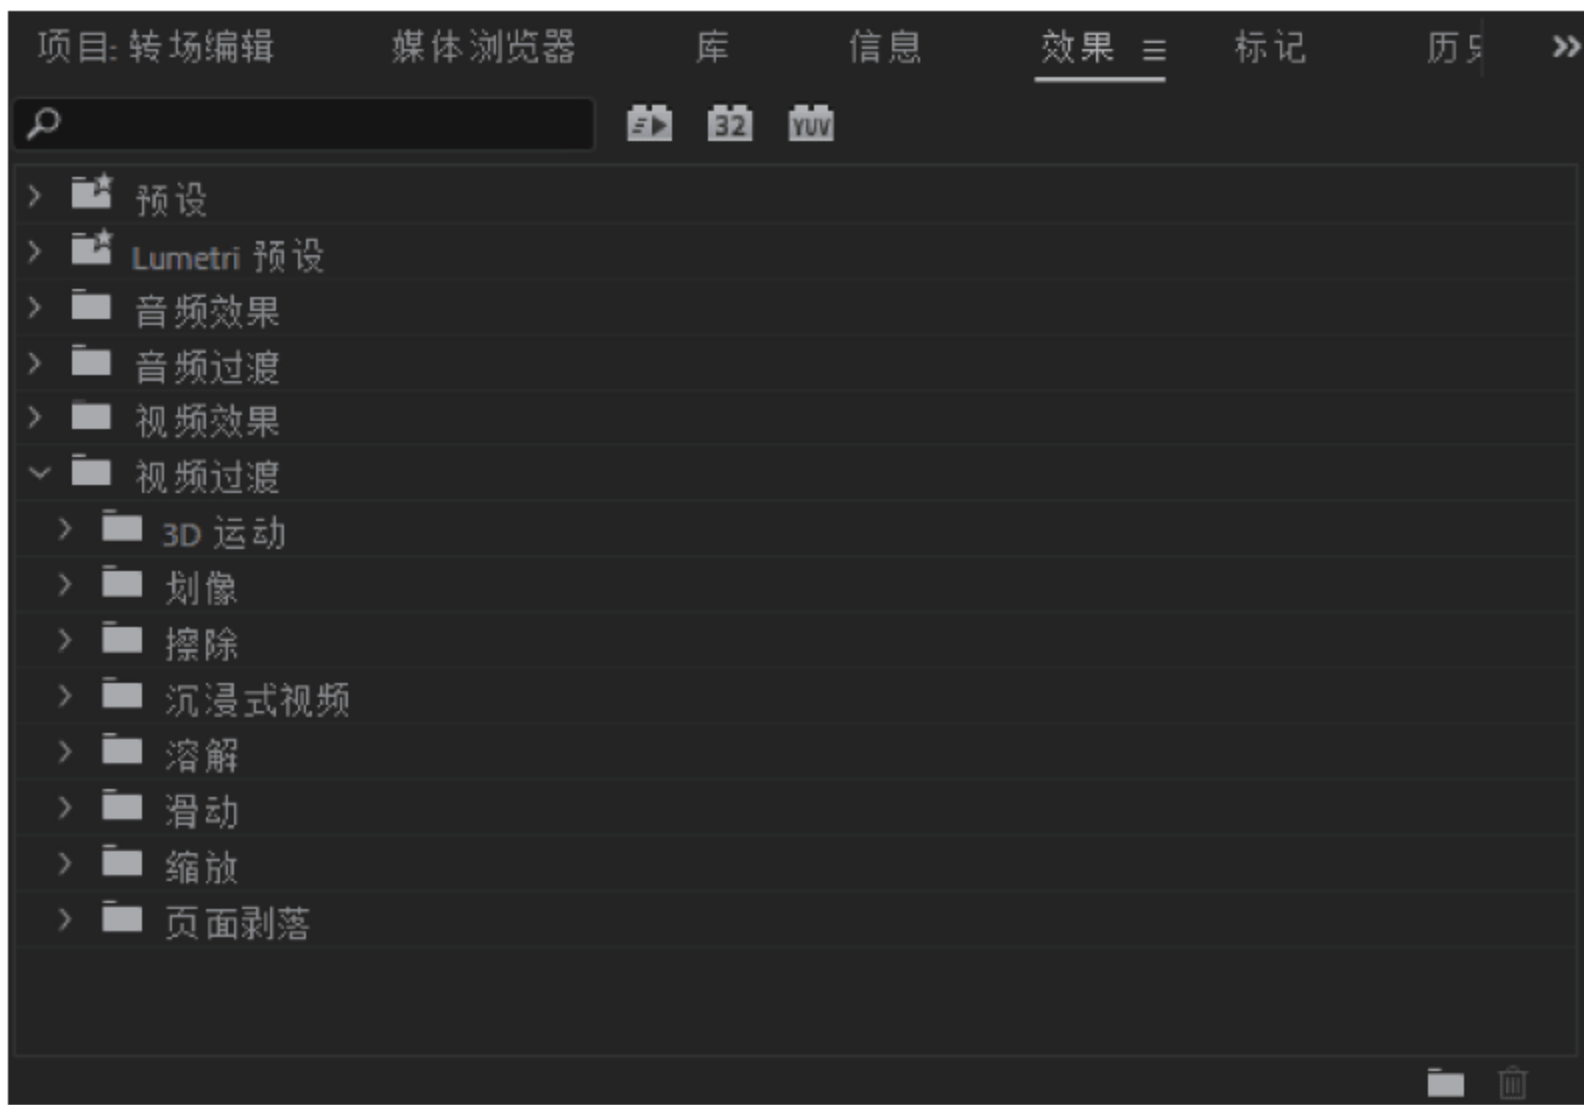 项目: 转场编辑 媒体浏览器 库 信息 效果 标记 历史
32 YUV
预设
Lumetri 预设
音频效果
音频过渡
视频效果
视频过渡
3D 运动
划像
擦除
沉浸式视频
溶解
滑动
缩放
页面剥落